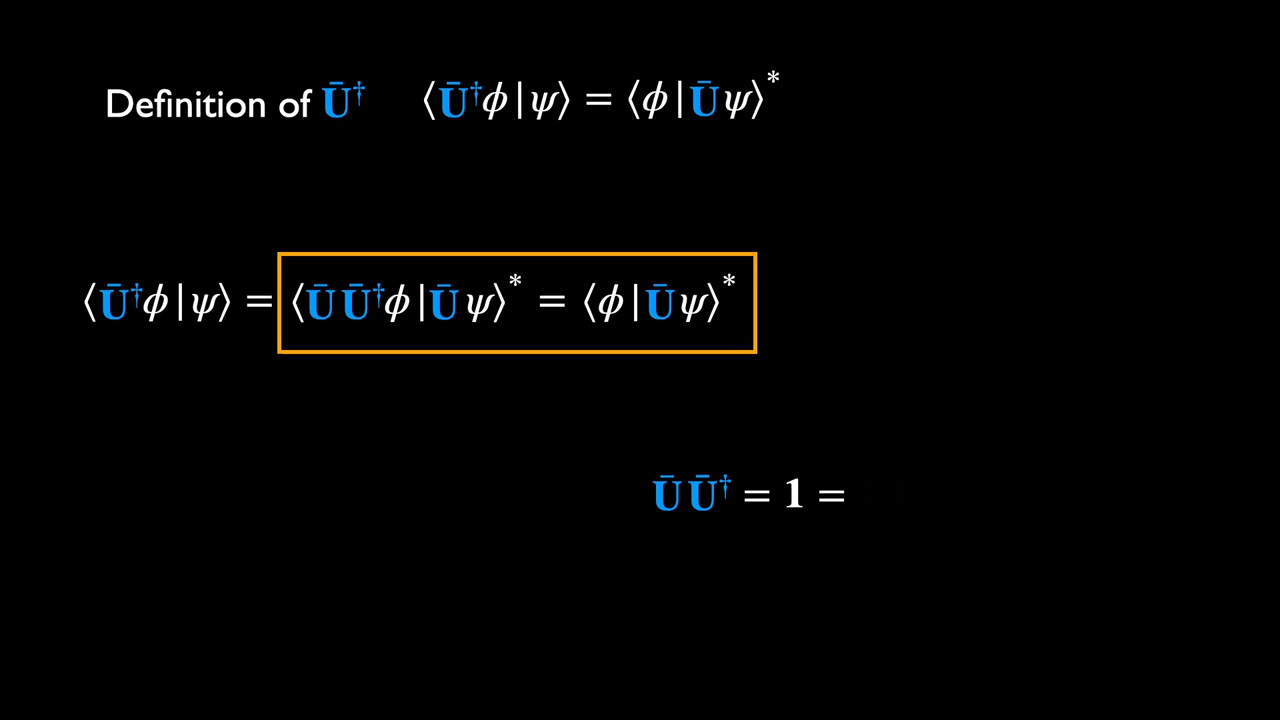 Definition of Ū† ⟨Ū†ϕ|ψ⟩ = ⟨ϕ|Ūψ⟩*
⟨Ū†ϕ|ψ⟩ = ⟨ŪŪ†ϕ|Ūψ⟩* = ⟨ϕ|Ūψ⟩*
ŪŪ† = 1 =